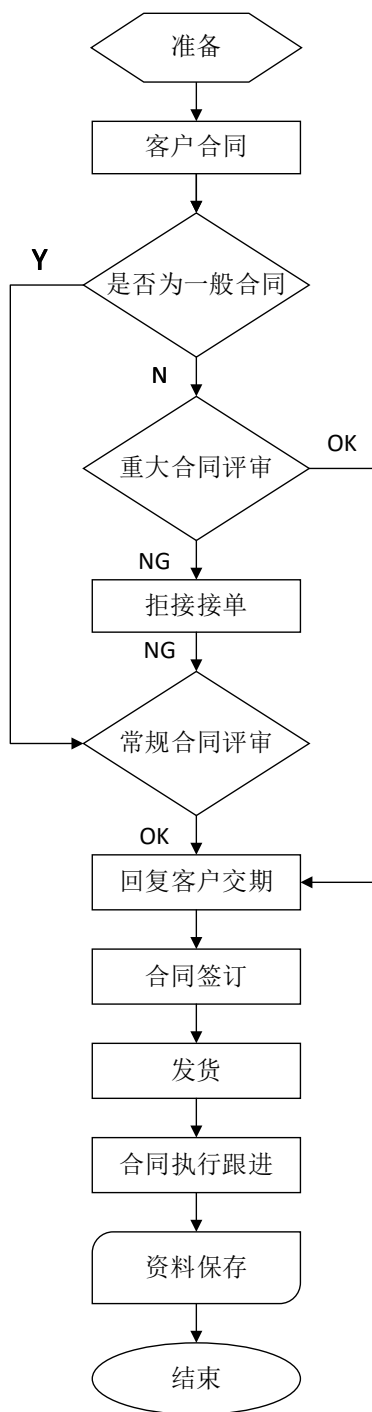 准备
客户合同
Y
是否为一般合同
N
重大合同评审
OK
NG
拒接接单
NG
常规合同评审
OK
回复客户交期
合同签订
发货
合同执行跟进
资料保存
结束